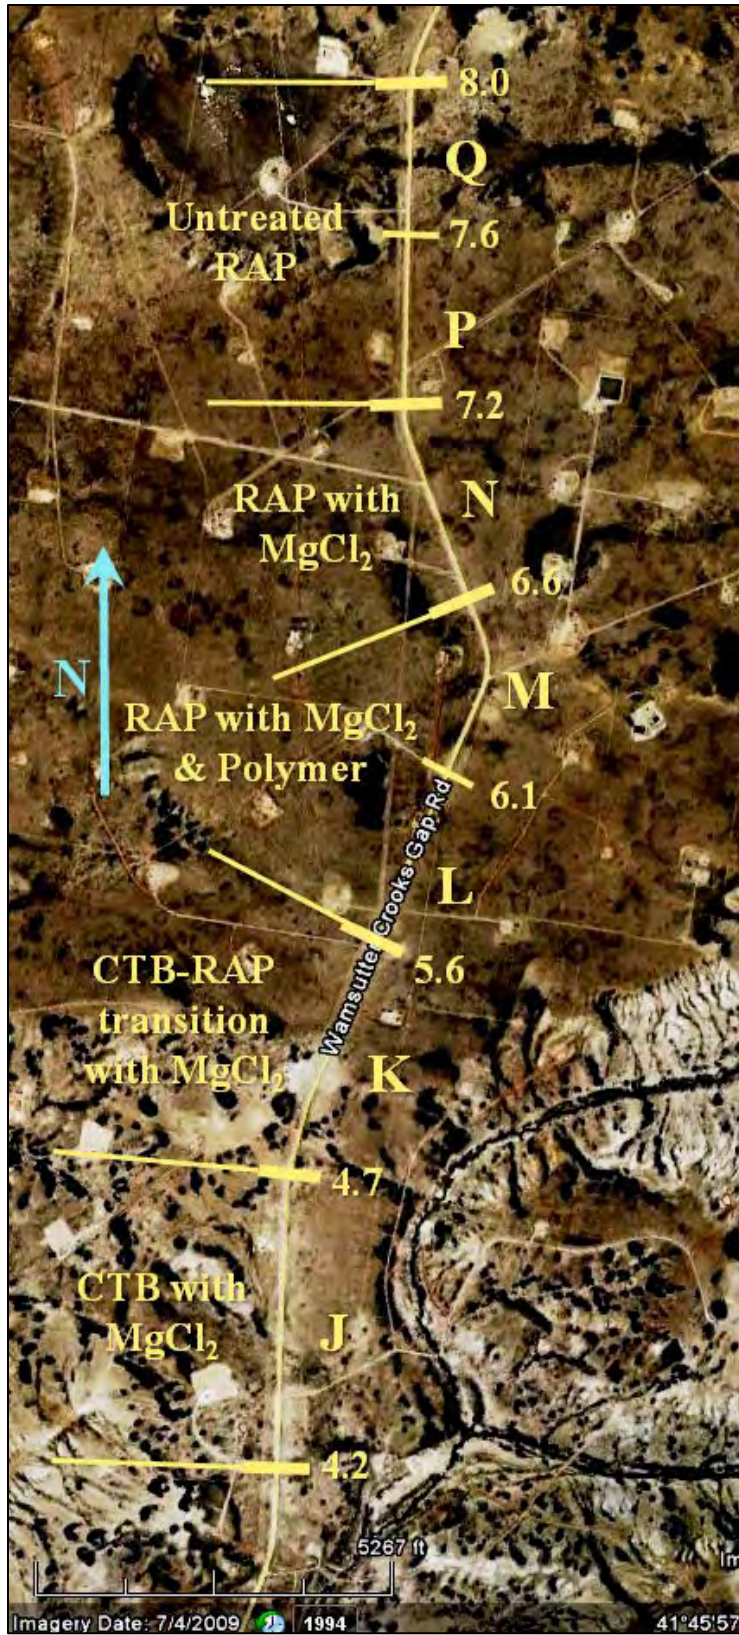 8.0
Q
Untreated
RAP
7.6
P
7.2
N
RAP with
MgCl₂
6.6
N
M
RAP with MgCl₂
& Polymer
6.1
Wamsutter Crooks Gap Rd
L
5.6
CTB-RAP
transition
with MgCl₂
K
4.7
CTB with
MgCl₂
J
4.2
5267 ft
Im
Imagery Date: 7/4/2009
1994
41°45'57